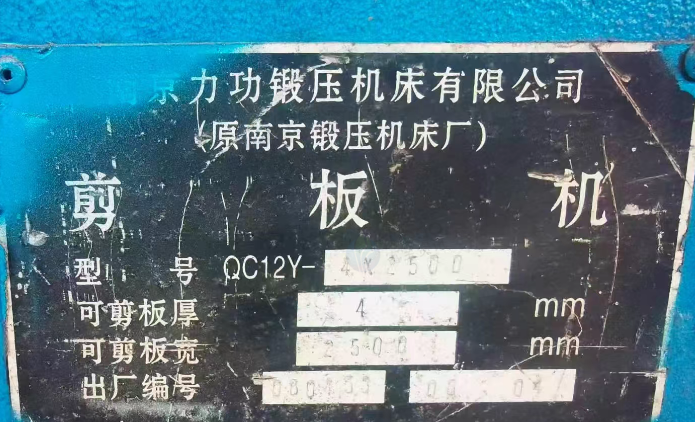 京力功锻压机床有限公司
(原南京锻压机床厂)
剪板机
型号 QC12Y-4X2500
可剪板厚 4 mm
可剪板宽 2500 mm
出厂编号